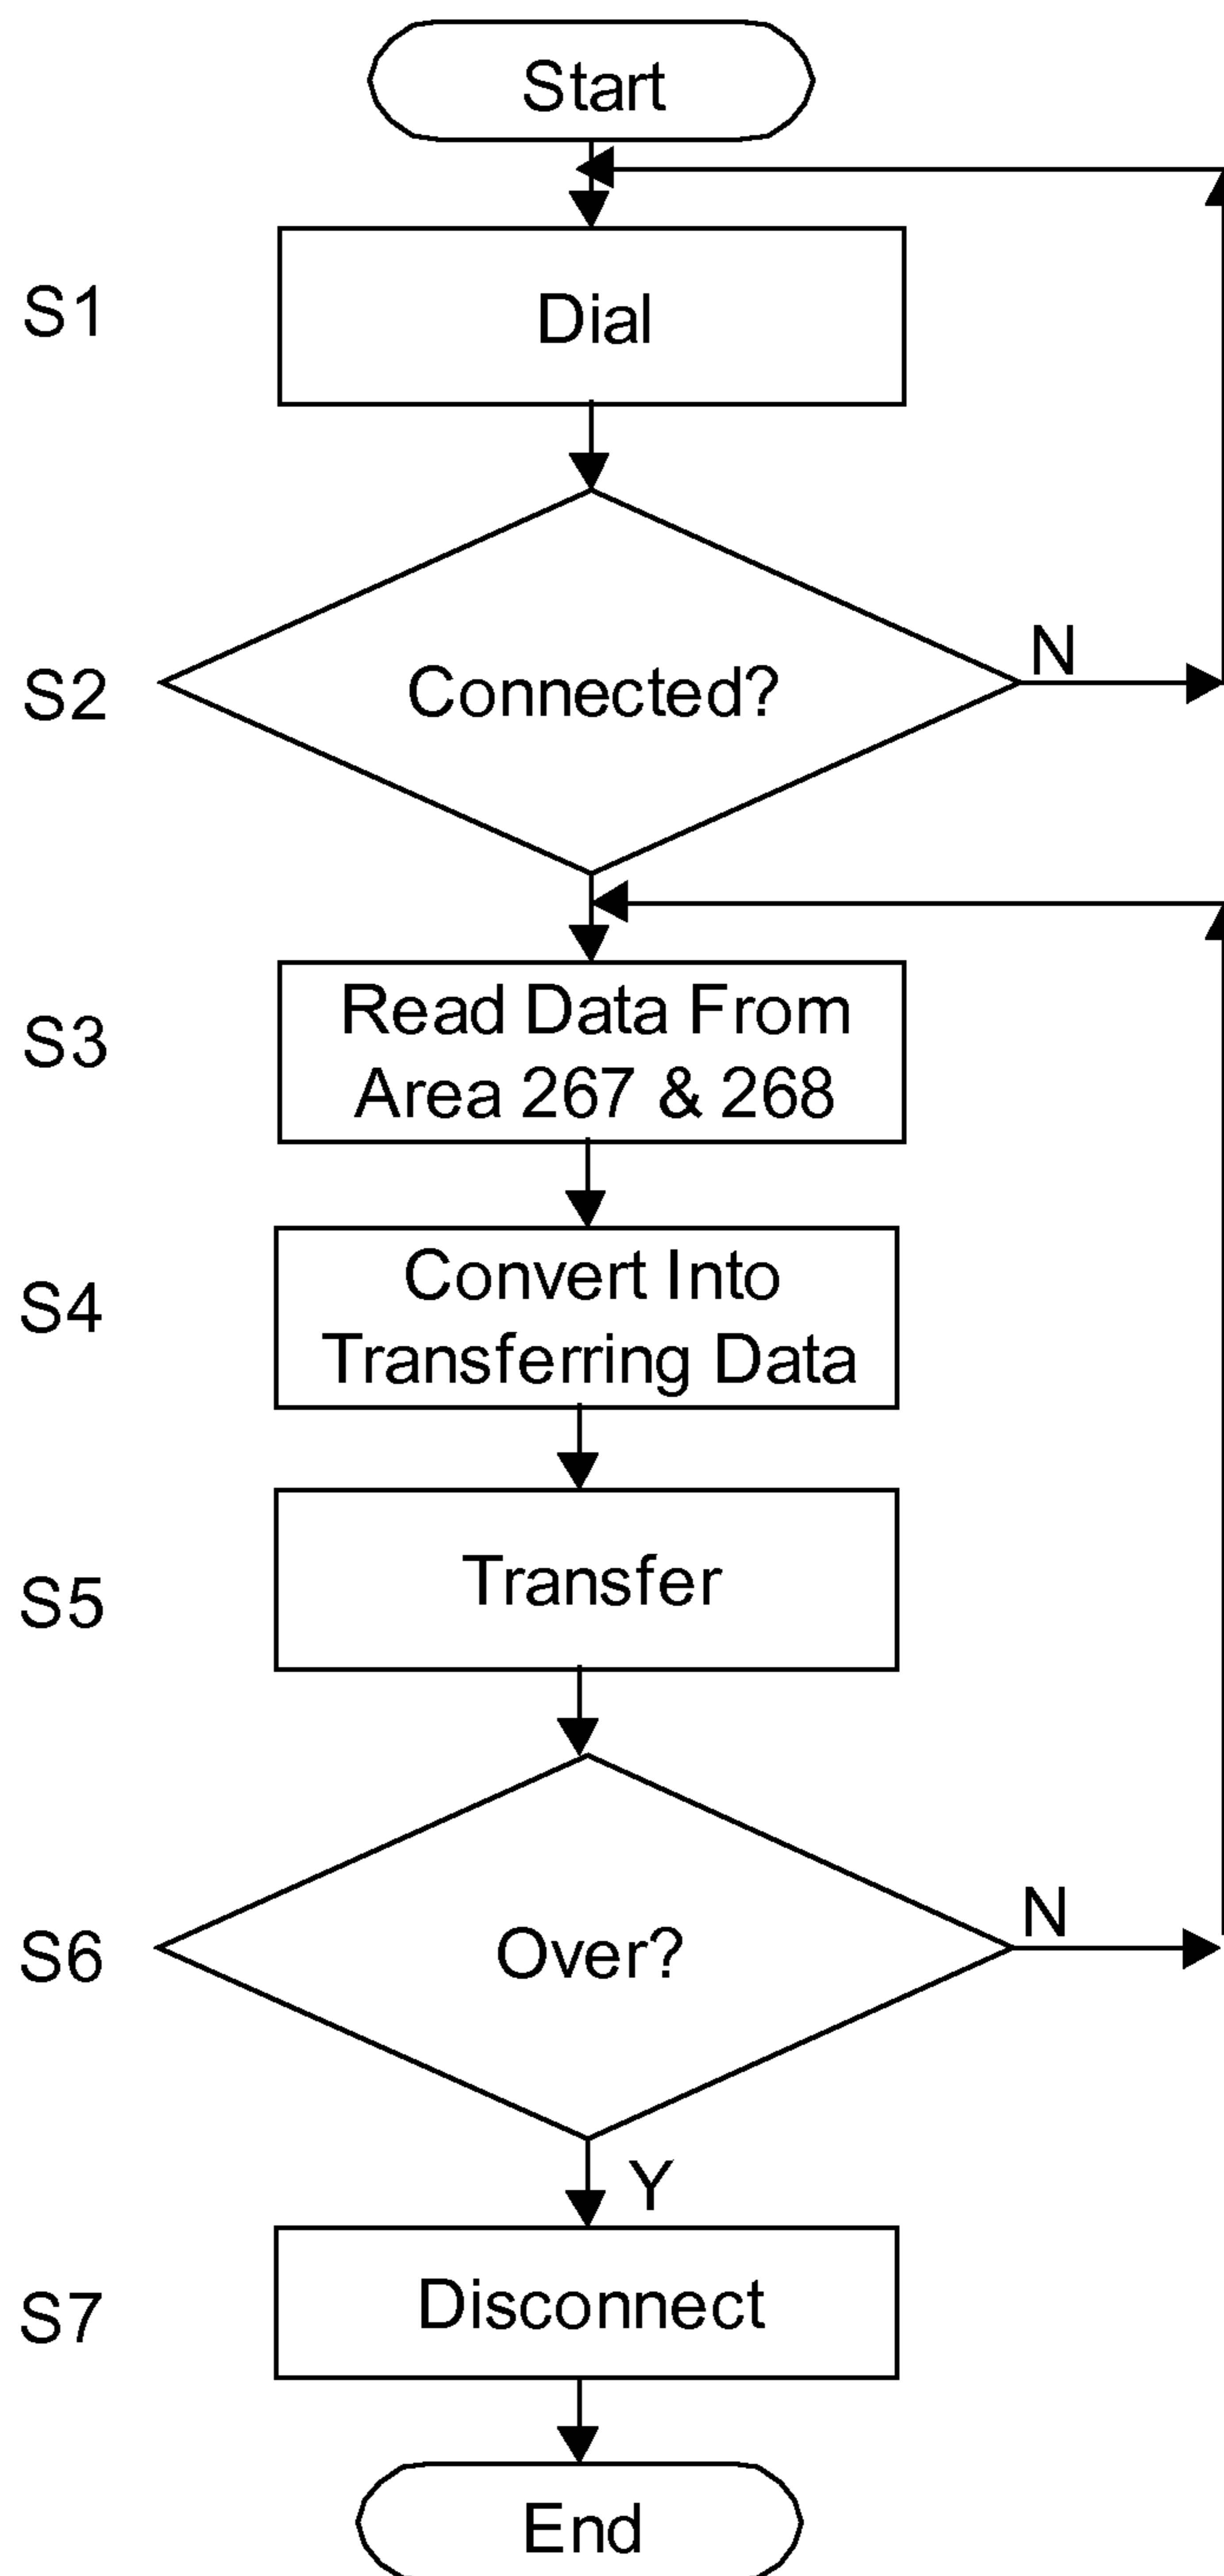 Start
S1
Dial
S2
Connected?
N
S3
Read Data From
Area 267 & 268
S4
Convert Into
Transferring Data
S5
Transfer
S6
Over?
N
Y
S7
Disconnect
End